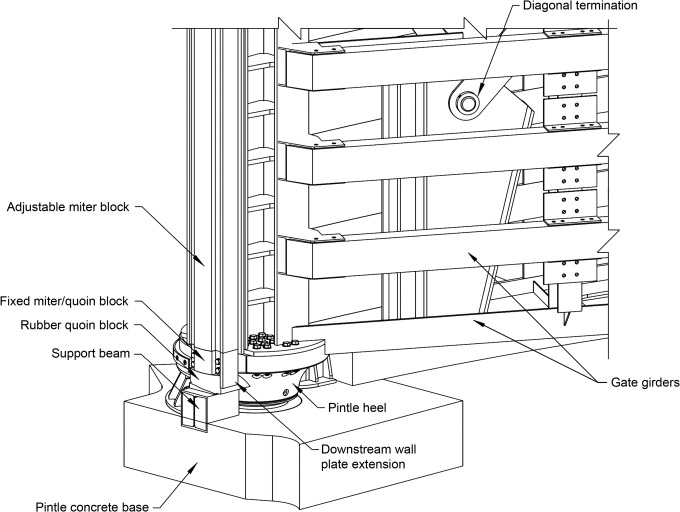 Diagonal termination
Adjustable miter block
Fixed miter/quoin block
Rubber quoin block
Support beam
Gate girders
Pintle heel
Downstream wall
plate extension
Pintle concrete base